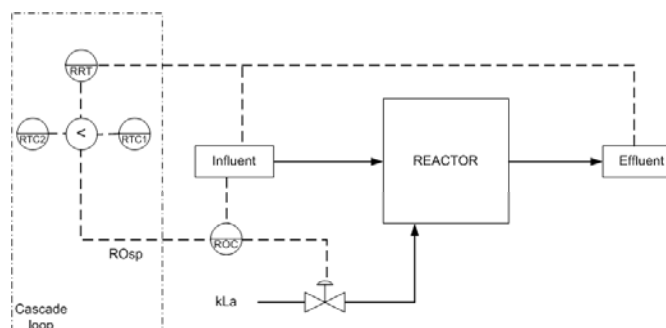 RRT
RTC2
<
RTC1
Influent
REACTOR
Effluent
ROC
ROsp
kLa
Cascade
loop